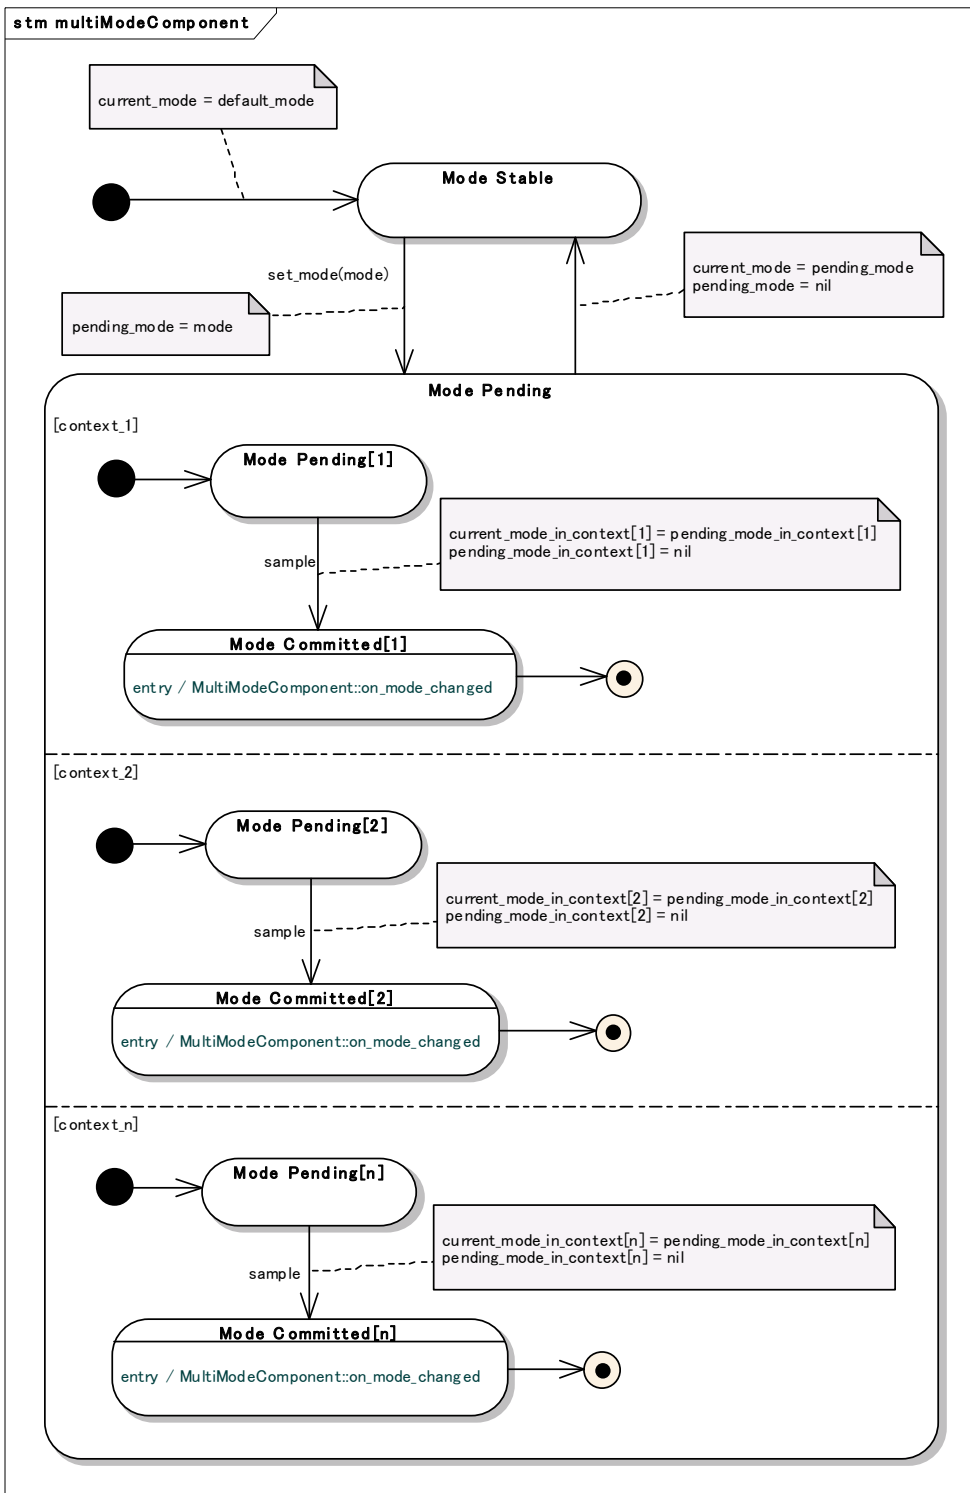 stm multiModeComponent
current_mode = default_mode
Mode Stable
set_mode(mode)
current_mode = pending_mode
pending_mode = nil
pending_mode = mode
Mode Pending
[context_1]
Mode Pending[1]
current_mode_in_context[1] = pending_mode_in_context[1]
pending_mode_in_context[1] = nil
sample
Mode Committed[1]
entry / MultiModeComponent::on_mode_changed
[context_2]
Mode Pending[2]
current_mode_in_context[2] = pending_mode_in_context[2]
pending_mode_in_context[2] = nil
sample
Mode Committed[2]
entry / MultiModeComponent::on_mode_changed
[context_n]
Mode Pending[n]
current_mode_in_context[n] = pending_mode_in_context[n]
pending_mode_in_context[n] = nil
sample
Mode Committed[n]
entry / MultiModeComponent::on_mode_changed